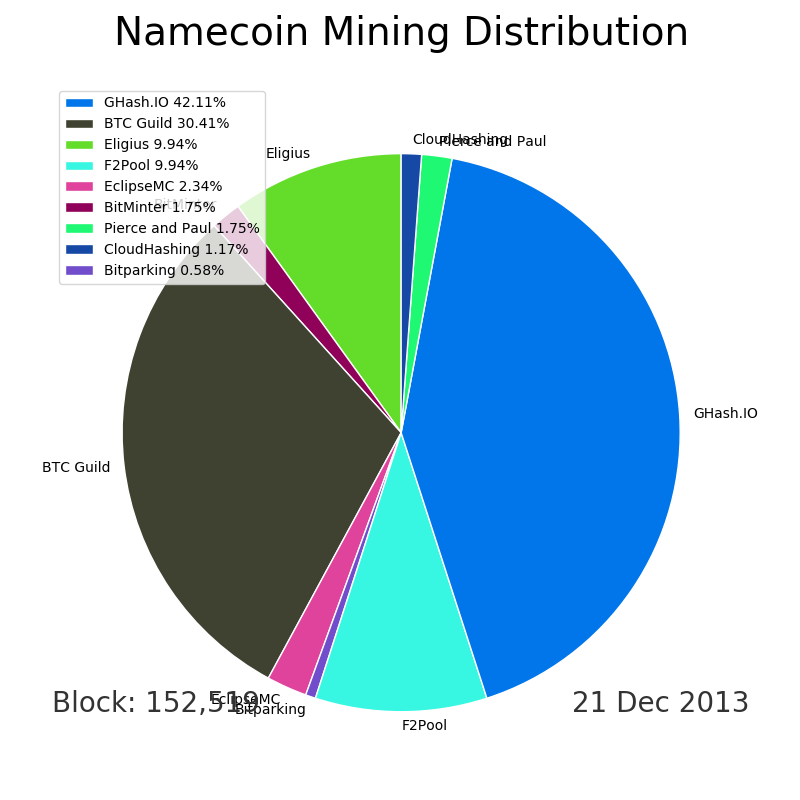 Namecoin Mining Distribution
GHash.IO 42.11%
BTC Guild 30.41%
Eligius 9.94%
F2Pool 9.94%
EclipseMC 2.34%
BitMinter 1.75%
Pierce and Paul 1.75%
CloudHashing 1.17%
Bitparking 0.58%
CloudHashing
Pierce and Paul
Eligius
BitMinter
GHash.IO
BTC Guild
EclipseMC
Bitparking
F2Pool
Block: 152,519
21 Dec 2013